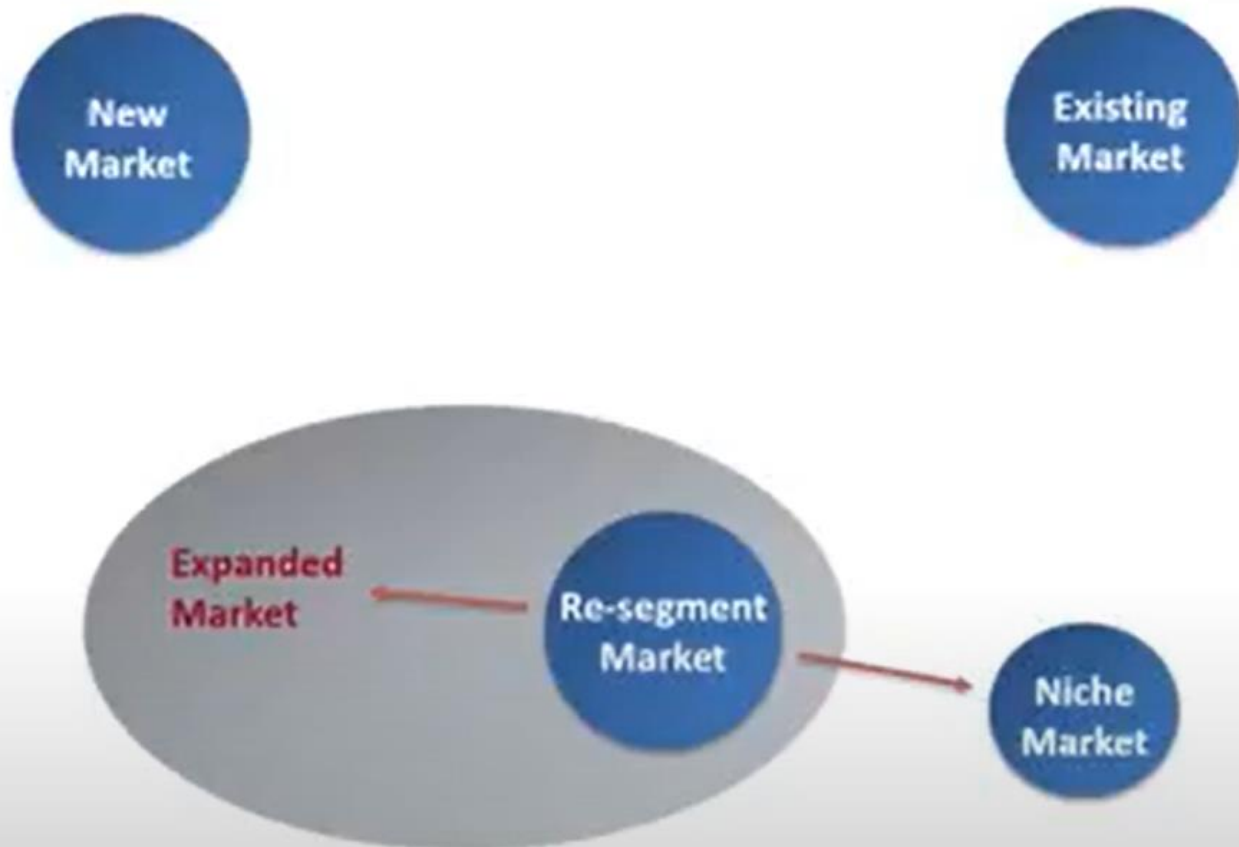 New
Market
Existing
Market
Expanded
Market
Re-segment
Market
Niche
Market